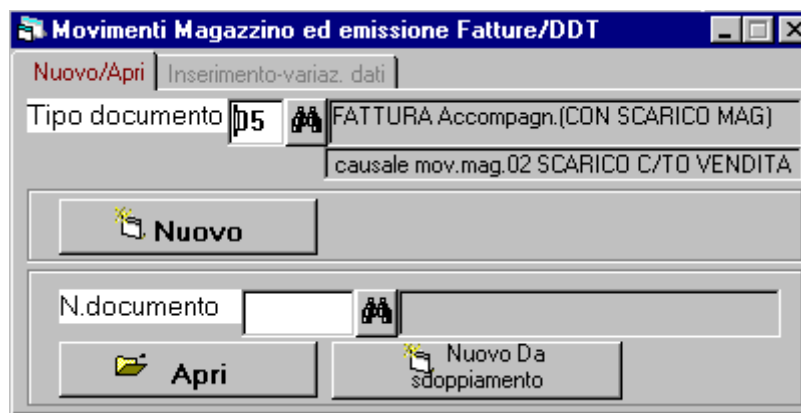 Movimenti Magazzino ed emissione Fatture/DDT
Nuovo/Apri Inserimento-variaz. dati
Tipo documento 05 FATTURA Accompagn.(CON SCARICO MAG)
causale mov.mag.02 SCARICO C/TO VENDITA
Nuovo
N.documento
Apri Nuovo Da
sdoppiamento